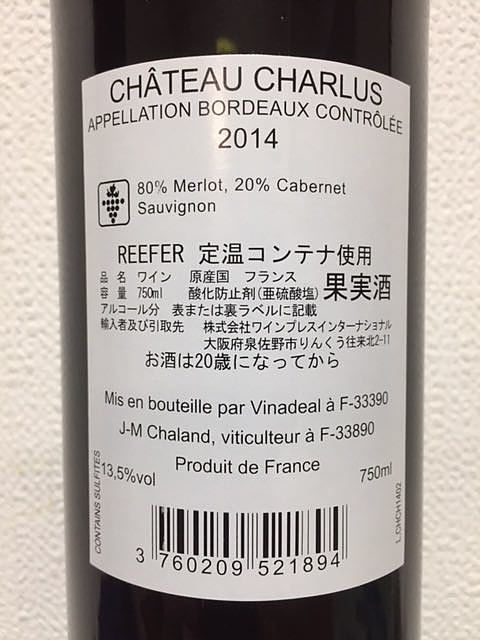 CHÂTEAU CHARLUS
APPELLATION BORDEAUX CONTRÔLÉE
2014
80% Merlot, 20% Cabernet
Sauvignon
REEFER 定温コンテナ使用
品 名 ワイン 原産国 フランス
容 量 750ml 酸化防止剤(亜硫酸塩) 果実酒
アルコール分 表または裏ラベルに記載
輸入者及び引取先 株式会社ワインプレスインターナショナル
大阪府泉佐野市りんくう往来北2-11
お酒は20歳になってから
Mis en bouteille par Vinadeal à F-33390
J-M Chaland, viticulteur à F-33890
Produit de France
CONTAINS SULFITES
13,5%vol
750ml
L.CHCH1402
3 760209 521894